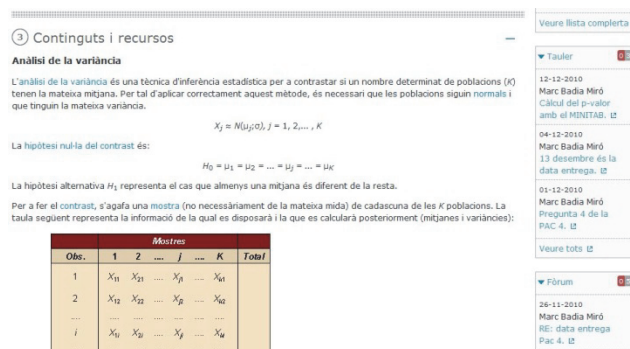 3 Continguts i recursos
Anàlisi de la variància
L'anàlisi de la variància és una tècnica d'inferència estadística per a contrastar si un nombre determinat de poblacions (K)
tenen la mateixa mitjana. Per tal d'aplicar correctament aquest mètode, és necessari que les poblacions siguin normals i
que tinguin la mateixa variància.
X_j ≈ N(μ_j;σ), j = 1, 2,... , K
La hipòtesi nul·la del contrast és:
H_0 = μ_1 = μ_2 = ... = μ_j = ... = μ_K
La hipòtesi alternativa H_1 representa el cas que almenys una mitjana és diferent de la resta.
Per a fer el contrast, s'agafa una mostra (no necessàriament de la mateixa mida) de cadascuna de les K poblacions. La
taula següent representa la informació de la qual es disposarà i la que es calcularà posteriorment (mitjanes i variàncies):
Mostres
Obs. 1 2 .... j .... K Total
1 X_11 X_21 .... X_j1 .... X_k1
2 X_12 X_22 .... X_j2 .... X_k2
.... .... .... .... .... .... ....
i X_1i X_2i .... X_ji .... X_ki
Veure llista complerta
Tauler
12-12-2010
Marc Badia Miró
Càlcul del p-valor
amb el MINITAB.
04-12-2010
Marc Badia Miró
13 desembre és la
data entrega.
01-12-2010
Marc Badia Miró
Pregunta 4 de la
PAC 4.
Veure tots
Fòrum
26-11-2010
Marc Badia Miró
RE: data entrega
Pac 4.